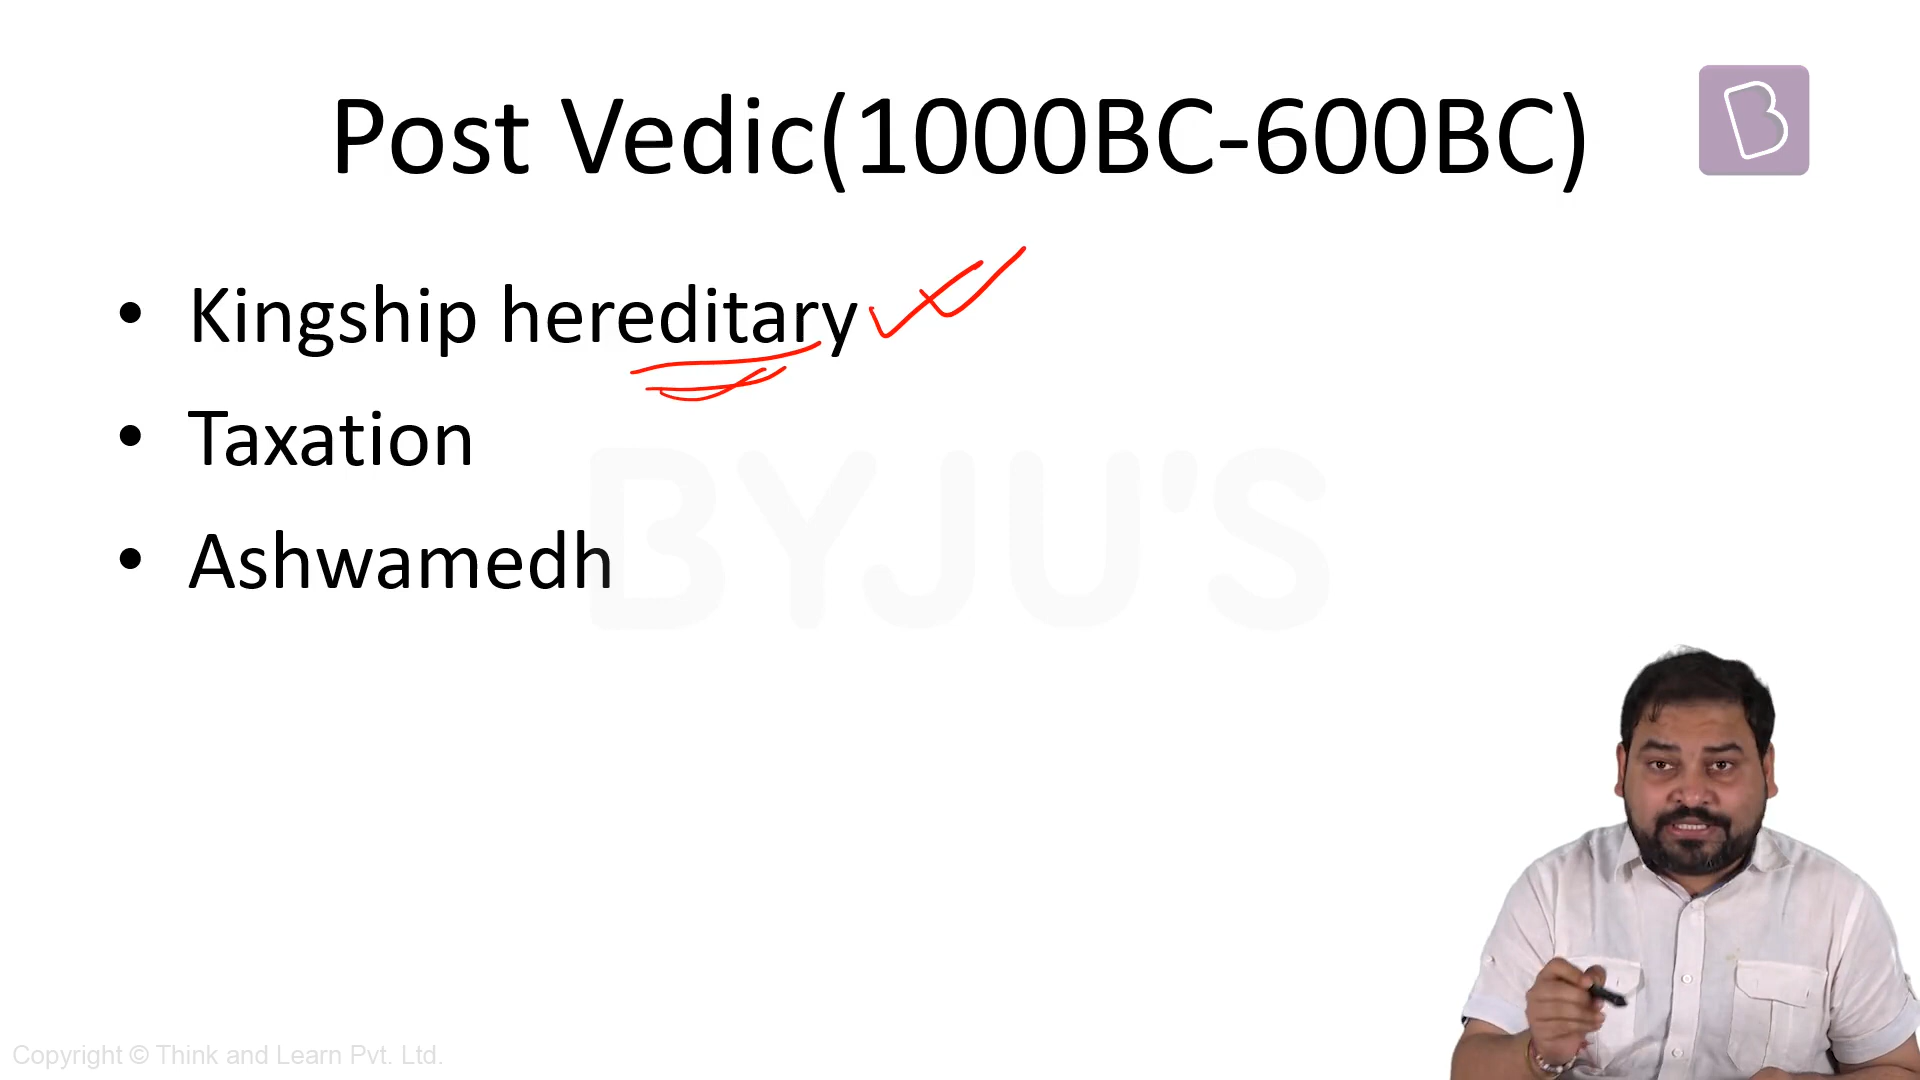 Post Vedic(1000BC-600BC)
• Kingship hereditary
• Taxation
• Ashwamedh
BYJU'S
Copyright © Think and Learn Pvt. Ltd.